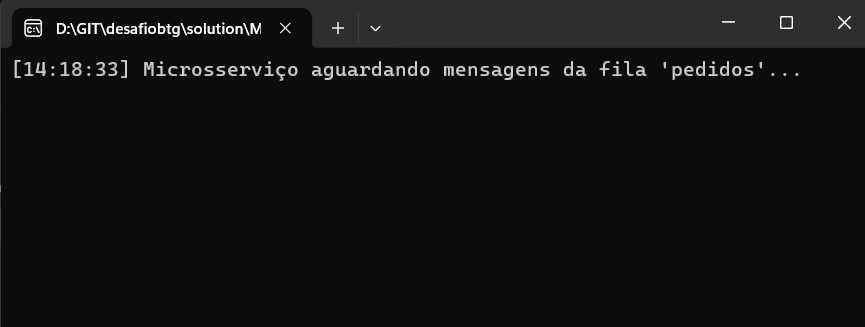 D:\GIT\desafiobtg\solution\M
[14:18:33] Microsserviço aguardando mensagens da fila 'pedidos'...